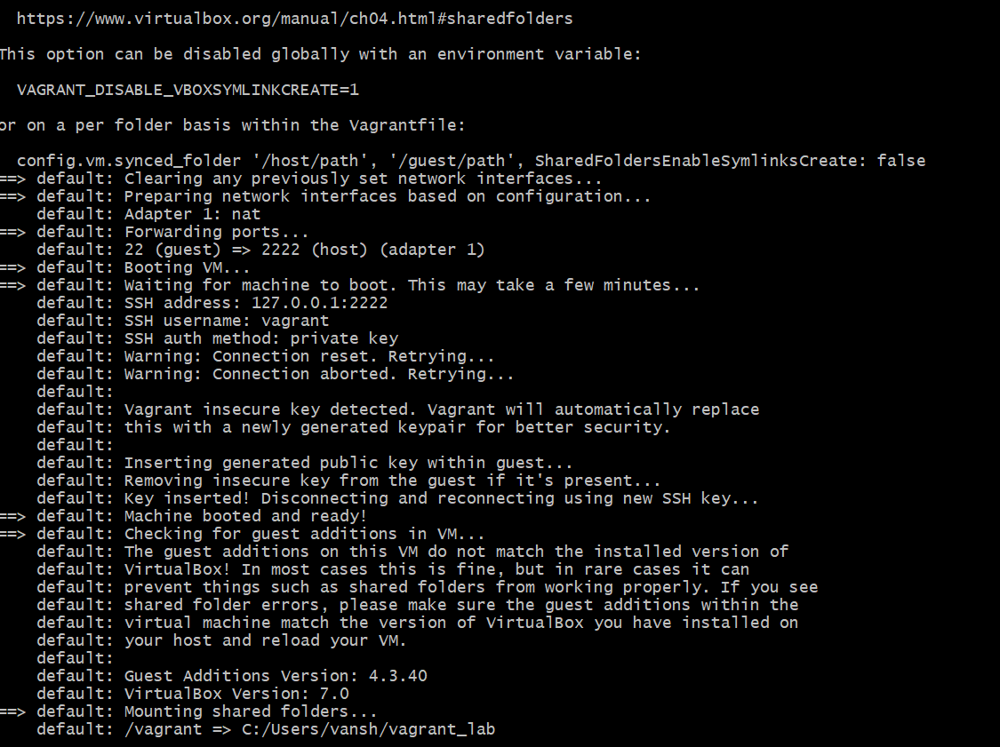 https://www.virtualbox.org/manual/ch04.html#sharedfolders
This option can be disabled globally with an environment variable:
VAGRANT_DISABLE_VBOXSYMLINKCREATE=1
or on a per folder basis within the Vagrantfile:
config.vm.synced_folder '/host/path', '/guest/path', SharedFoldersEnableSymlinksCreate: false
==> default: Clearing any previously set network interfaces...
==> default: Preparing network interfaces based on configuration...
default: Adapter 1: nat
==> default: Forwarding ports...
default: 22 (guest) => 2222 (host) (adapter 1)
==> default: Booting VM...
==> default: Waiting for machine to boot. This may take a few minutes...
default: SSH address: 127.0.0.1:2222
default: SSH username: vagrant
default: SSH auth method: private key
default: Warning: Connection reset. Retrying...
default: Warning: Connection aborted. Retrying...
default:
default: Vagrant insecure key detected. Vagrant will automatically replace
default: this with a newly generated keypair for better security.
default:
default: Inserting generated public key within guest...
default: Removing insecure key from the guest if it's present...
default: Key inserted! Disconnecting and reconnecting using new SSH key...
==> default: Machine booted and ready!
==> default: Checking for guest additions in VM...
default: The guest additions on this VM do not match the installed version of
default: VirtualBox! In most cases this is fine, but in rare cases it can
default: prevent things such as shared folders from working properly. If you see
default: shared folder errors, please make sure the guest additions within the
default: virtual machine match the version of VirtualBox you have installed on
default: your host and reload your VM.
default:
default: Guest Additions Version: 4.3.40
default: VirtualBox Version: 7.0
==> default: Mounting shared folders...
default: /vagrant => C:/Users/vansh/vagrant_lab